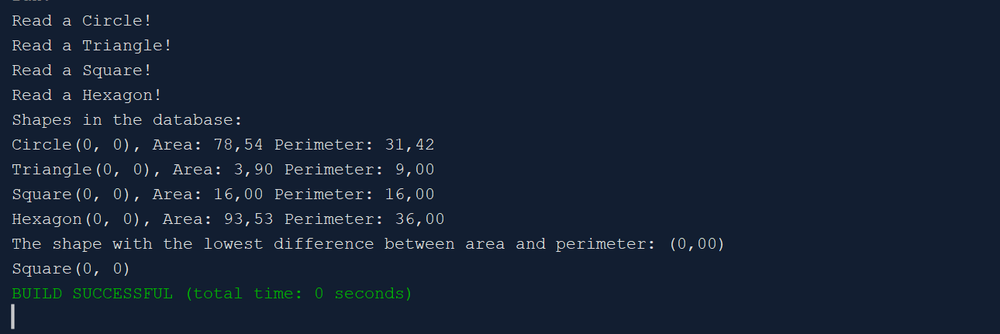 Read a Circle!
Read a Triangle!
Read a Square!
Read a Hexagon!
Shapes in the database:
Circle(0, 0), Area: 78,54 Perimeter: 31,42
Triangle(0, 0), Area: 3,90 Perimeter: 9,00
Square(0, 0), Area: 16,00 Perimeter: 16,00
Hexagon(0, 0), Area: 93,53 Perimeter: 36,00
The shape with the lowest difference between area and perimeter: (0,00)
Square(0, 0)
BUILD SUCCESSFUL (total time: 0 seconds)